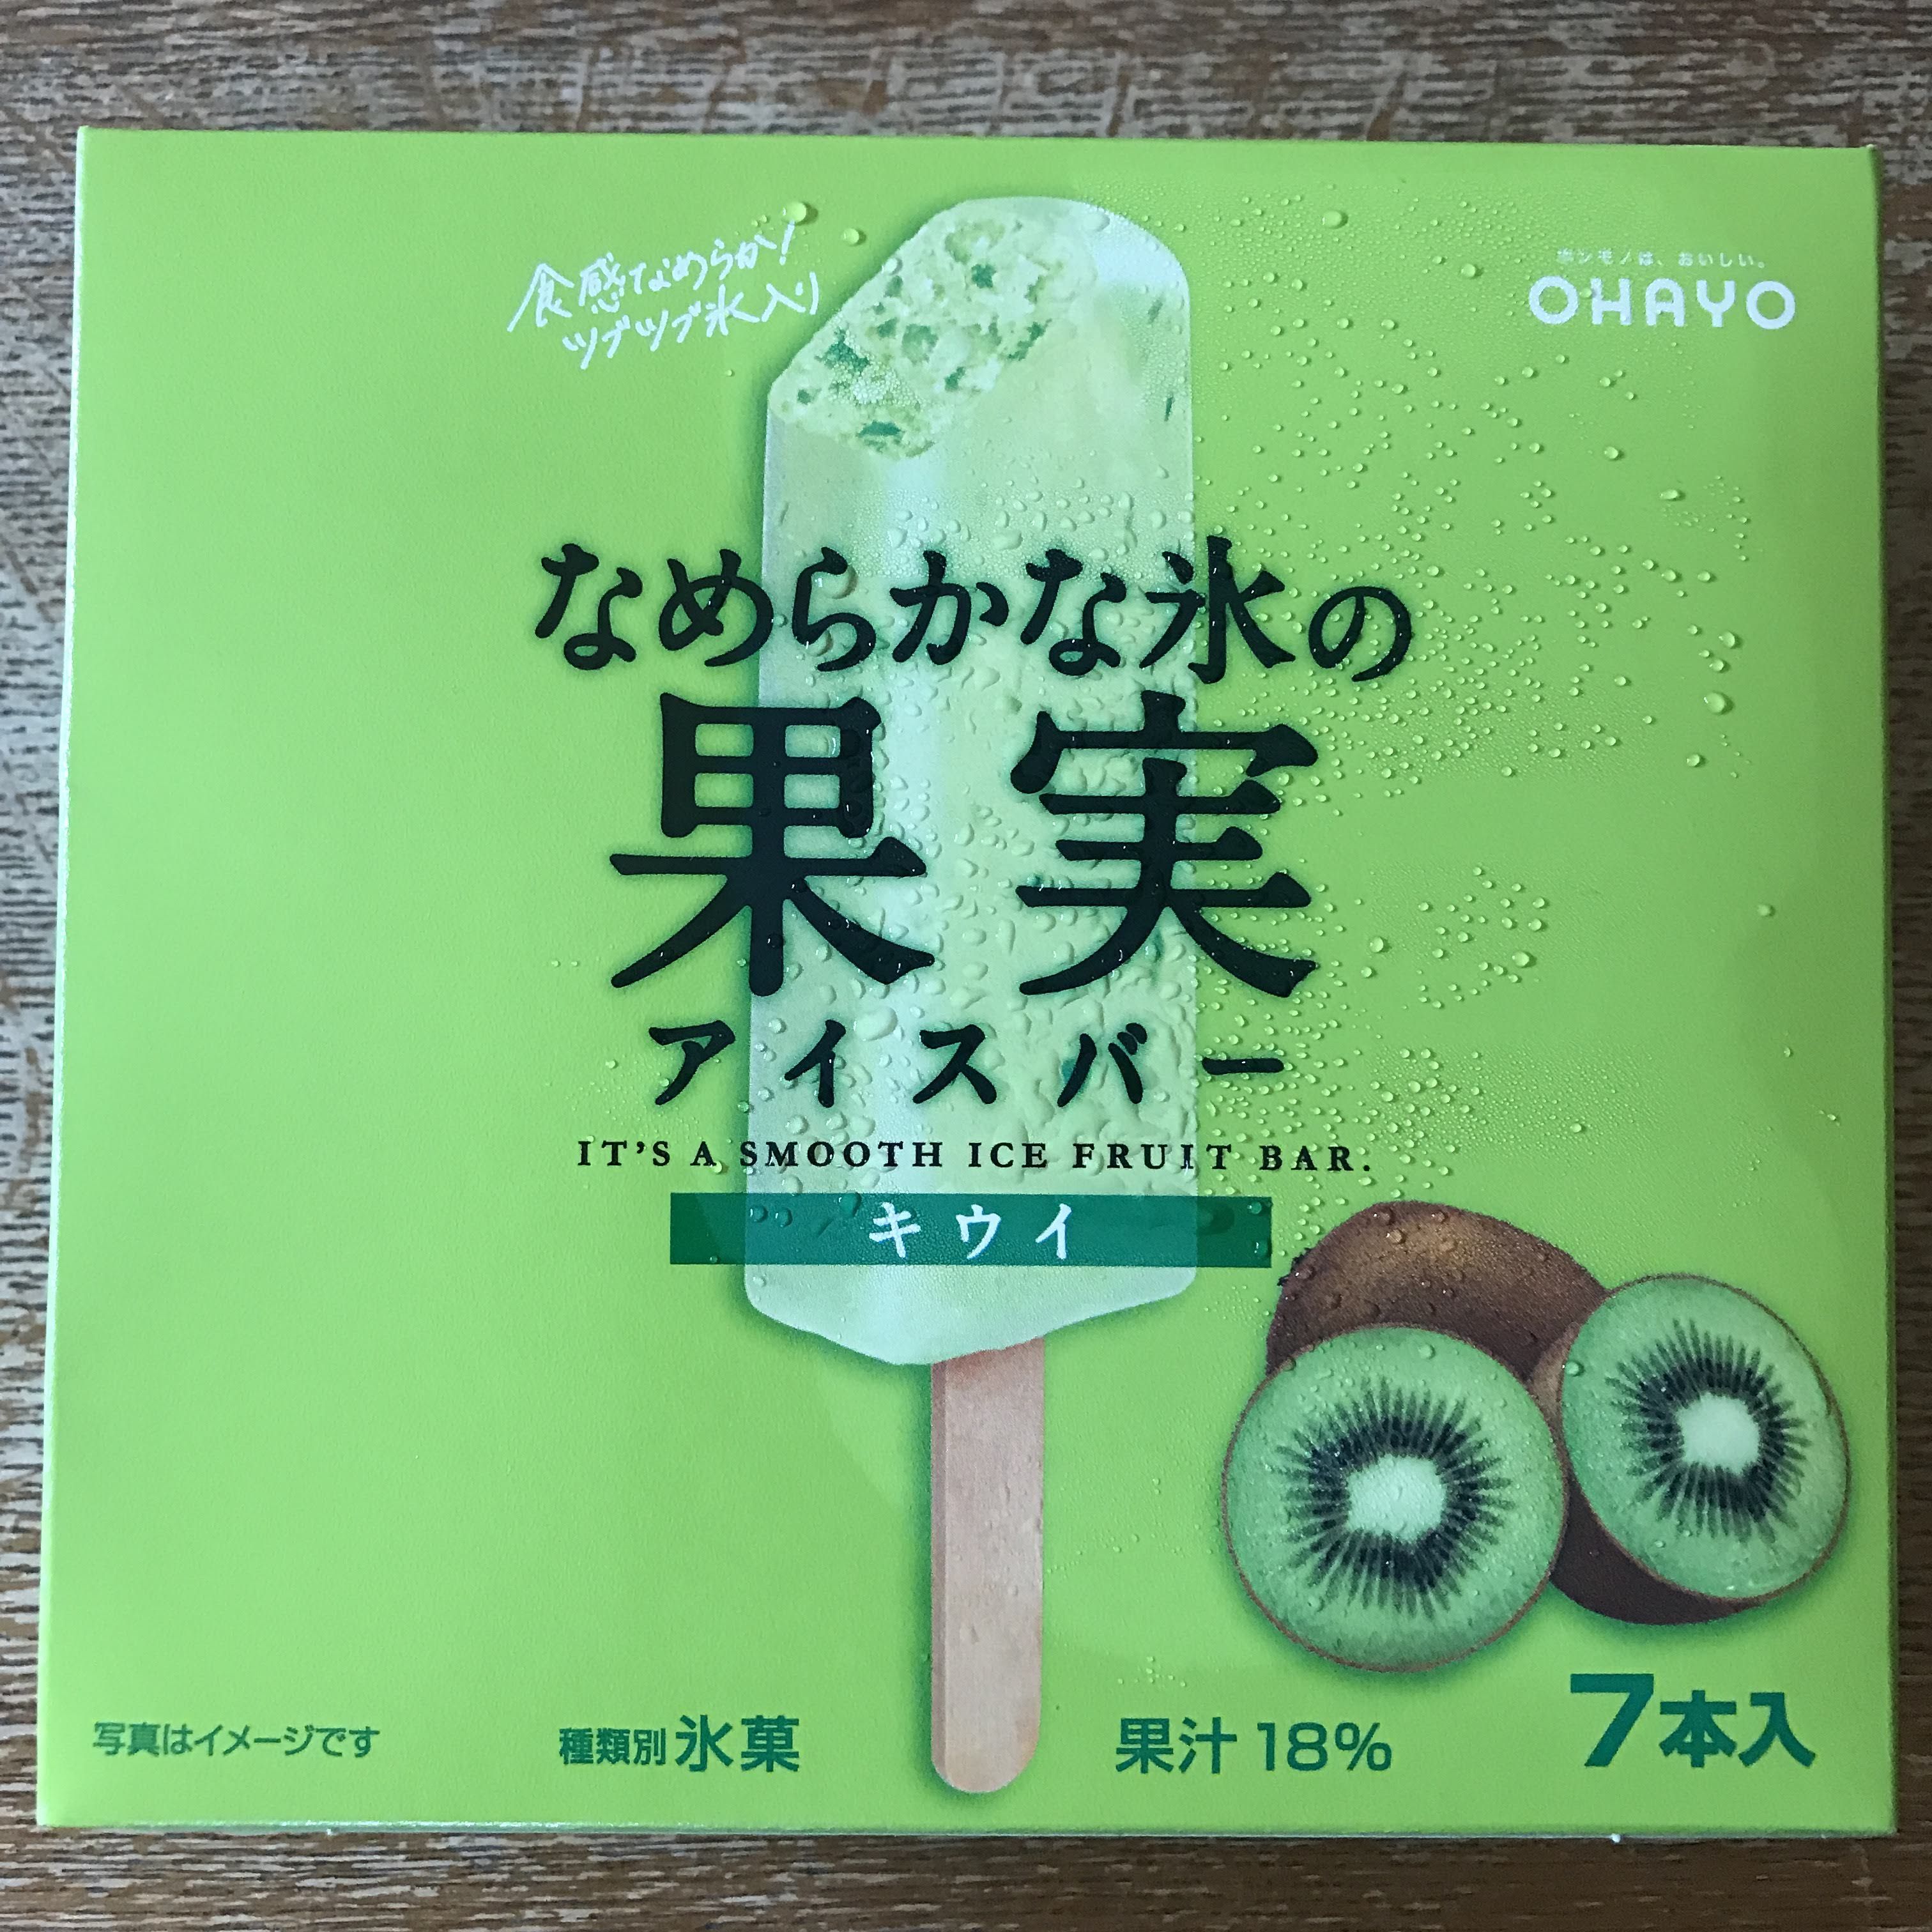 食感なめらか!
ツブツブ氷入り
ホンモノは、おいしい。
OHAYO
なめらかな氷の
果実
アイスバー
IT'S A SMOOTH ICE FRUIT BAR.
キウイ
写真はイメージです
種類別 氷菓
果汁 18%
7本入